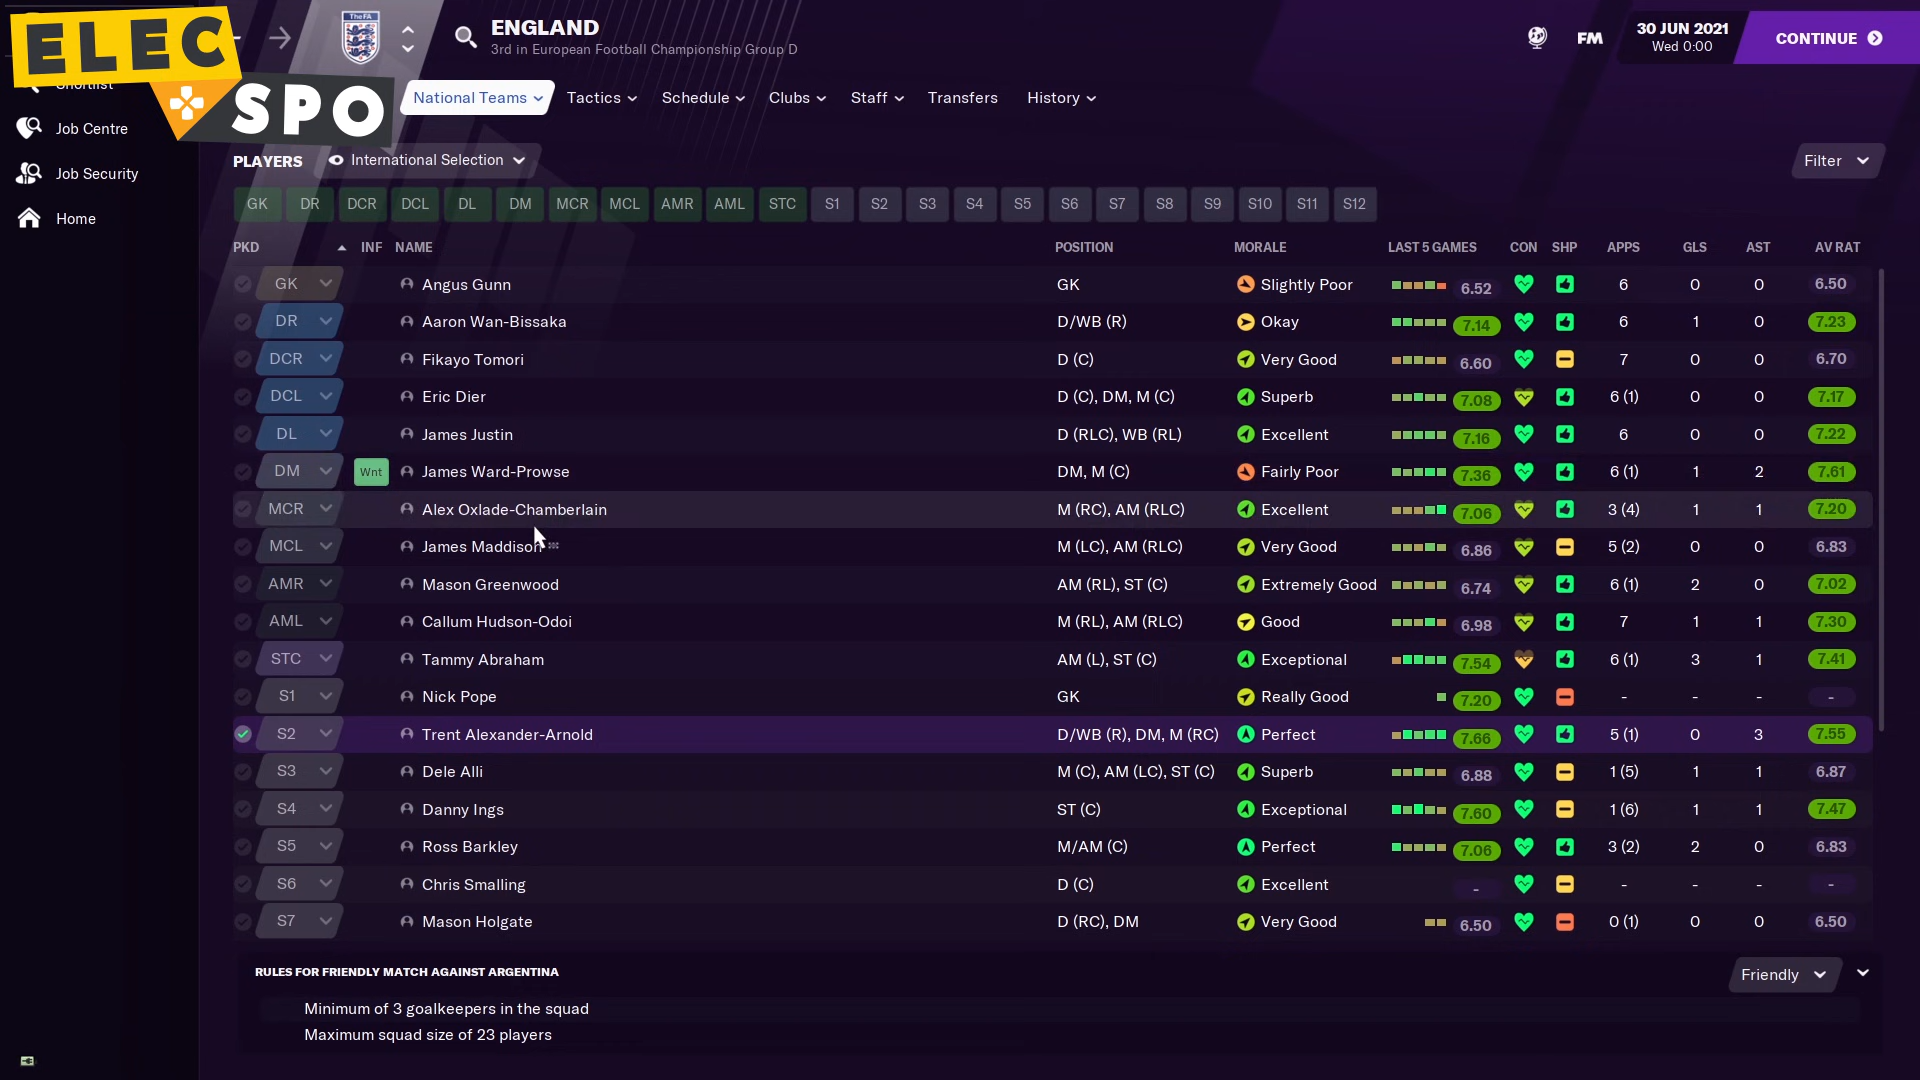 ELEC
SPO
ENGLAND
3rd in European Football Championship Group D
FM
30 JUN 2021
Wed 0:00
CONTINUE
Shortlist
Job Centre
Job Security
Home
National Teams
Tactics
Schedule
Clubs
Staff
Transfers
History
PLAYERS
International Selection
Filter
GK DR DCR DCL DL DM MCR MCL AMR AML STC S1 S2 S3 S4 S5 S6 S7 S8 S9 S10 S11 S12
PKD INF NAME POSITION MORALE LAST 5 GAMES CON SHP APPS GLS AST AV RAT
GK Angus Gunn GK Slightly Poor 6.52 6 0 0 6.50
DR Aaron Wan-Bissaka D/WB (R) Okay 7.14 6 1 0 7.23
DCR Fikayo Tomori D (C) Very Good 6.60 7 0 0 6.70
DCL Eric Dier D (C), DM, M (C) Superb 7.08 6 (1) 0 0 7.17
DL James Justin D (RLC), WB (RL) Excellent 7.16 6 0 0 7.22
DM Wnt James Ward-Prowse DM, M (C) Fairly Poor 7.36 6 (1) 1 2 7.61
MCR Alex Oxlade-Chamberlain M (RC), AM (RLC) Excellent 7.06 3 (4) 1 1 7.20
MCL James Maddison M (LC), AM (RLC) Very Good 6.86 5 (2) 0 0 6.83
AMR Mason Greenwood AM (RL), ST (C) Extremely Good 6.74 6 (1) 2 0 7.02
AML Callum Hudson-Odoi M (RL), AM (RLC) Good 6.98 7 1 1 7.30
STC Tammy Abraham AM (L), ST (C) Exceptional 7.54 6 (1) 3 1 7.41
S1 Nick Pope GK Really Good 7.20 - - - -
S2 Trent Alexander-Arnold D/WB (R), DM, M (RC) Perfect 7.66 5 (1) 0 3 7.55
S3 Dele Alli M (C), AM (LC), ST (C) Superb 6.88 1 (5) 1 1 6.87
S4 Danny Ings ST (C) Exceptional 7.60 1 (6) 1 1 7.47
S5 Ross Barkley M/AM (C) Perfect 7.06 3 (2) 2 0 6.83
S6 Chris Smalling D (C) Excellent - - - - -
S7 Mason Holgate D (RC), DM Very Good 6.50 0 (1) 0 0 6.50
RULES FOR FRIENDLY MATCH AGAINST ARGENTINA
Friendly
Minimum of 3 goalkeepers in the squad
Maximum squad size of 23 players